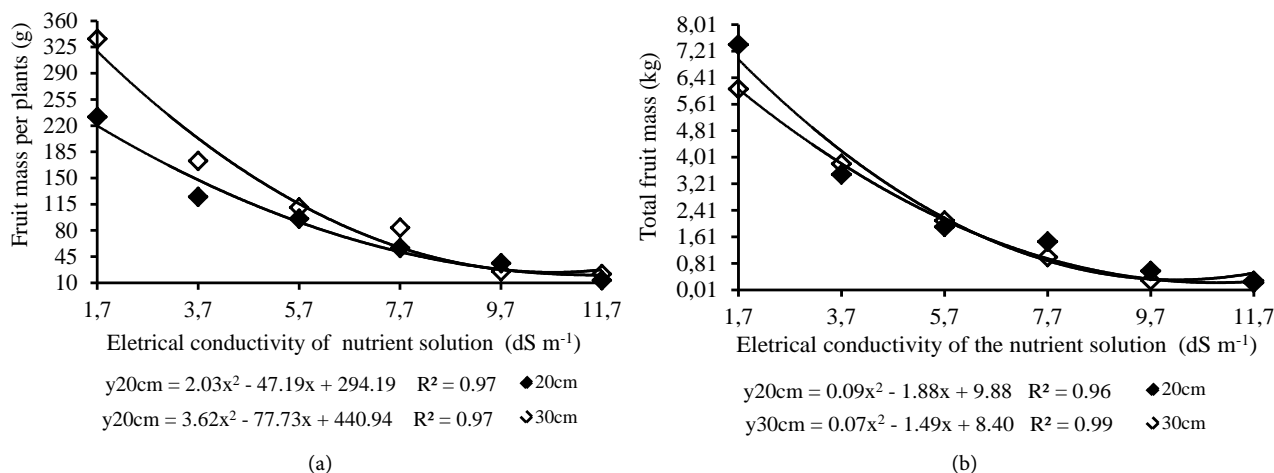 Fruit mass per plants (g)
360
325
290
255
220
185
150
115
80
45
10
1,7 3,7 5,7 7,7 9,7 11,7
Eletrical conductivity of nutrient solution (dS m⁻¹)
y20cm = 2.03x² - 47.19x + 294.19 R² = 0.97 20cm
y20cm = 3.62x² - 77.73x + 440.94 R² = 0.97 30cm
(a)
Total fruit mass (kg)
8,01
7,21
6,41
5,61
4,81
4,01
3,21
2,41
1,61
0,81
0,01
1,7 3,7 5,7 7,7 9,7 11,7
Eletrical conductivity of the nutrient solution (dS m⁻¹)
y20cm = 0.09x² - 1.88x + 9.88 R² = 0.96 20cm
y30cm = 0.07x² - 1.49x + 8.40 R² = 0.99 30cm
(b)